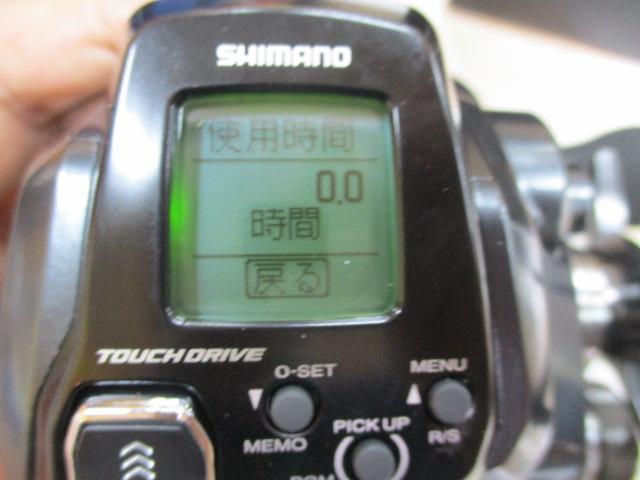 SHIMANO
使用時間
0.0
時間
戻る
TOUCH DRIVE
0-SET
MENU
MEMO
PICK UP
R/S